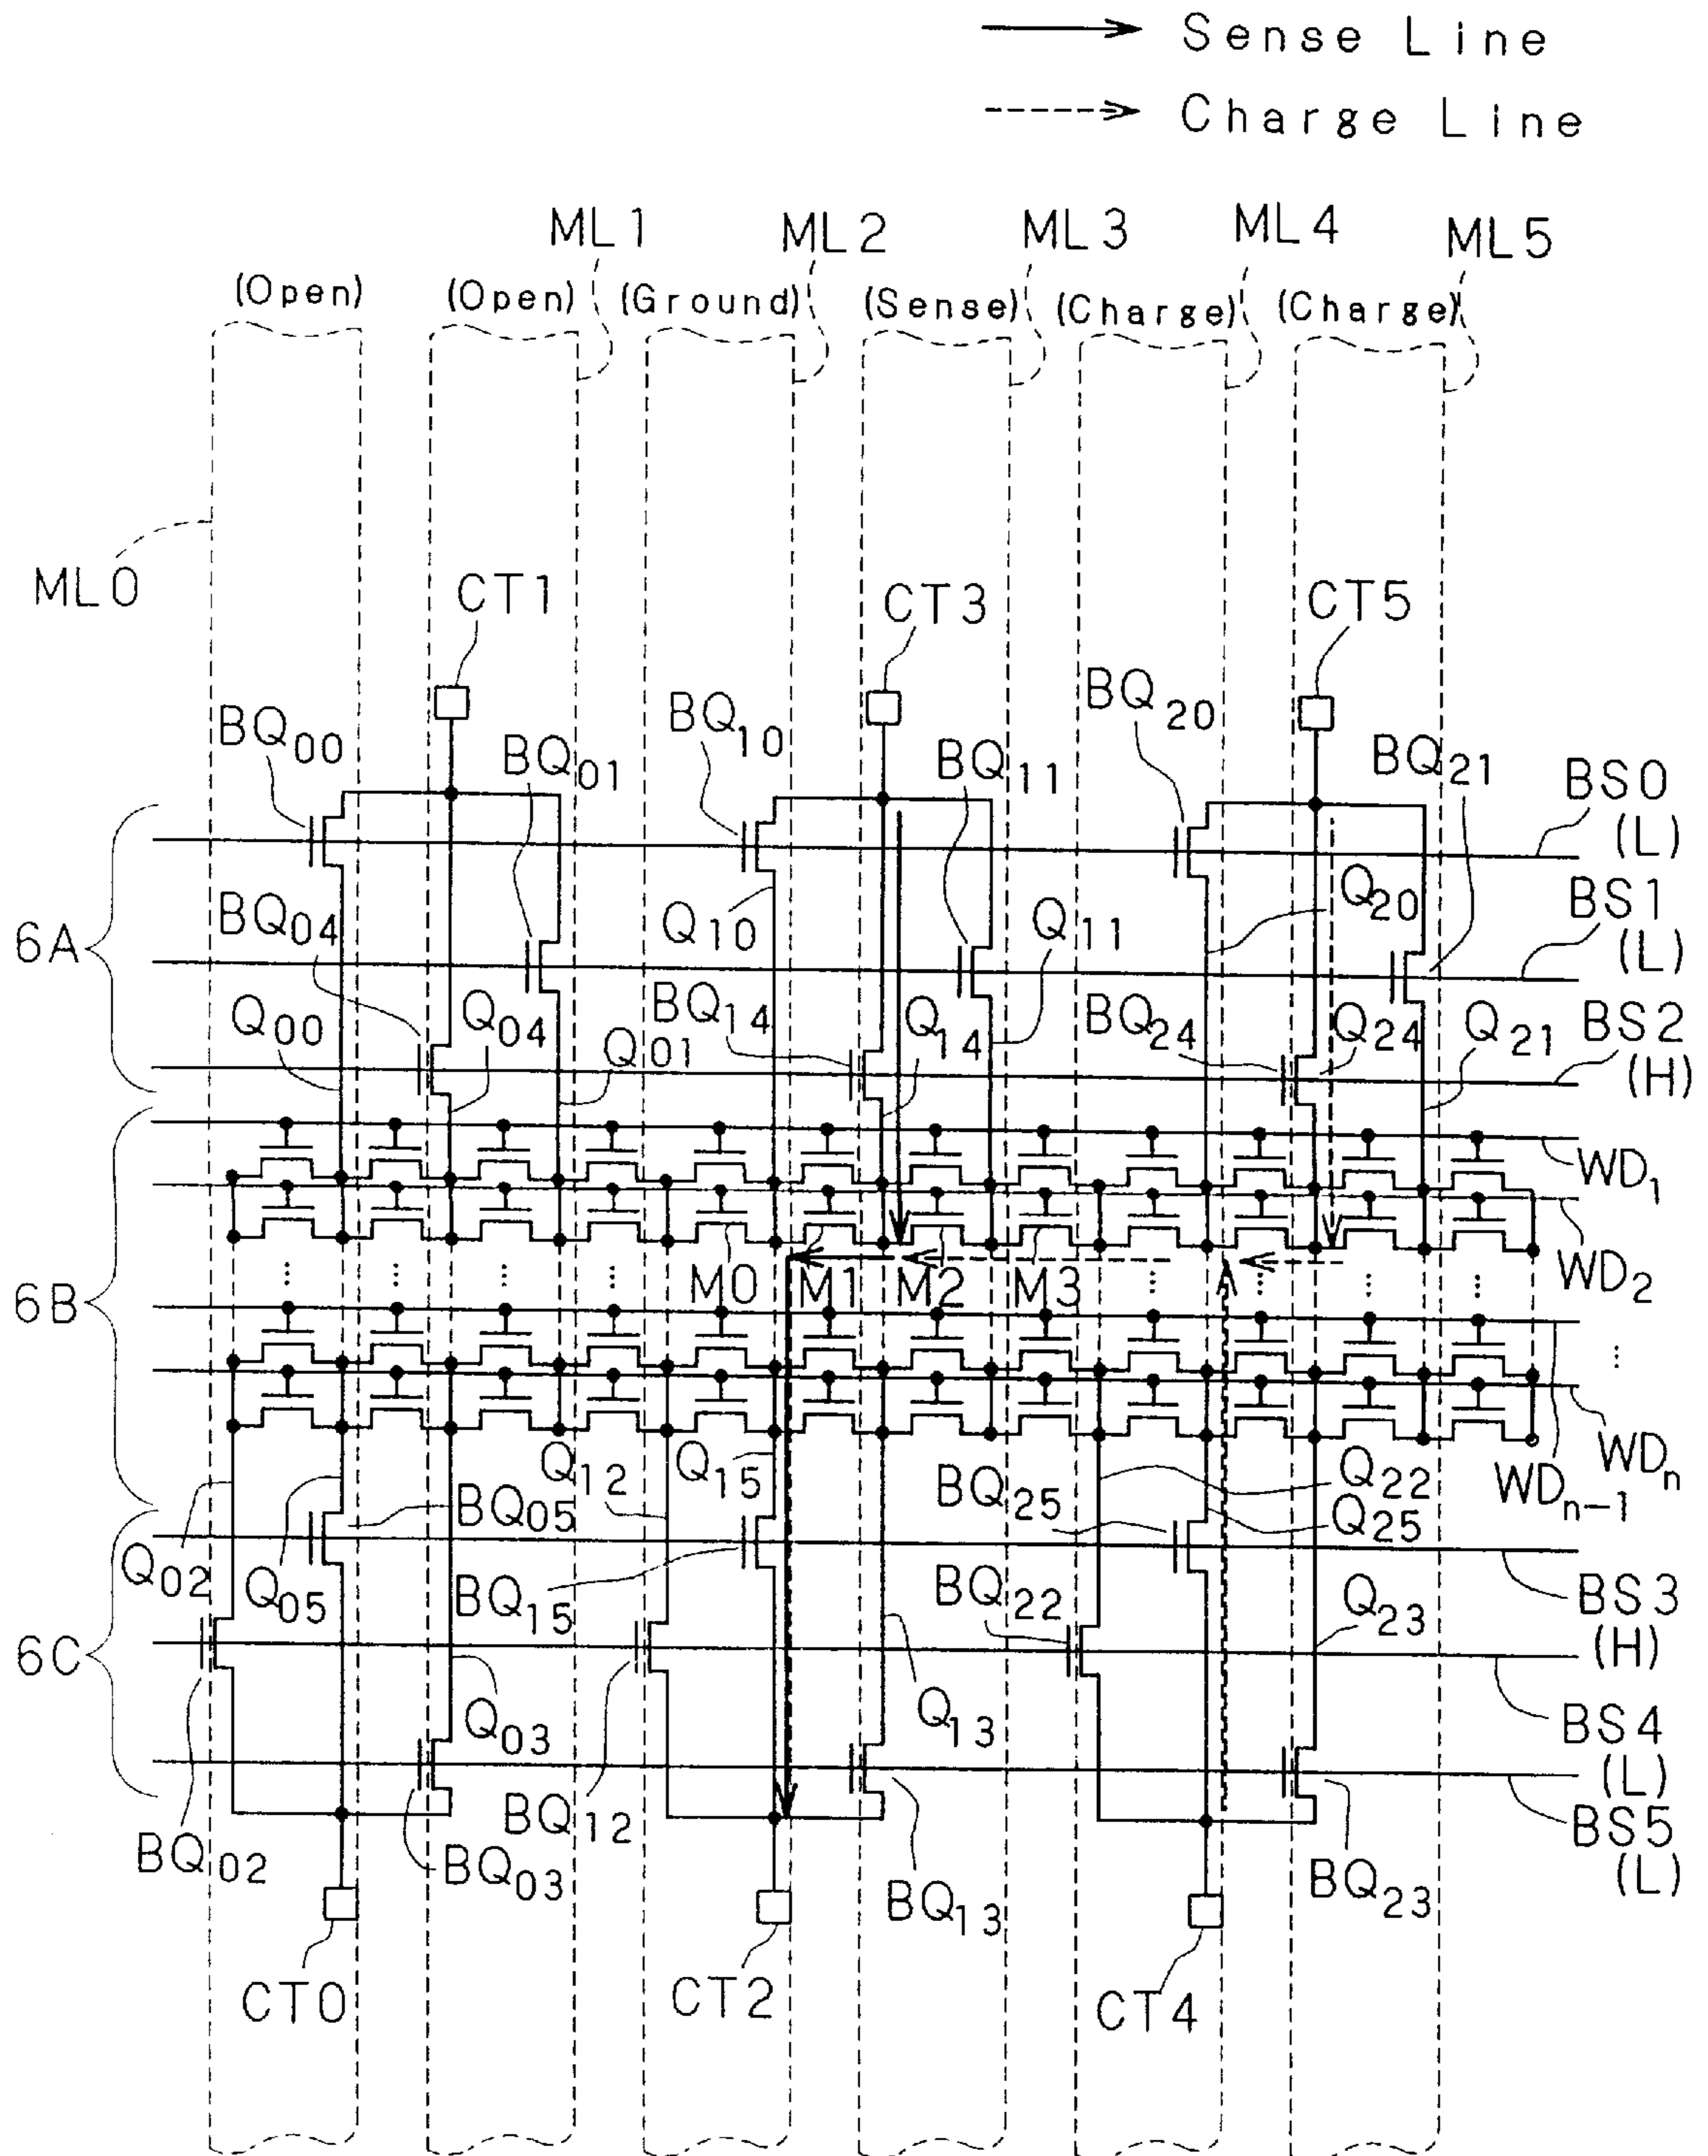 Sense Line
Charge Line
ML1 ML2 ML3 ML4 ML5
(Open) (Open) (Ground) (Sense) (Charge) (Charge)
ML0
CT1 CT3 CT5
BQ00 BQ01 BQ10 BQ11 BQ20 BQ21
BS0
(L)
6A
BQ04 Q10 Q11 Q20
BS1
(L)
Q00 Q04 Q01 BQ14 Q14 BQ24 Q24 Q21
BS2
(H)
WD1
6B
M0 M1 M2 M3
WD2
Q12 Q15 BQ25 Q22
WDn-1 WDn
Q02 Q05 BQ05 BQ15 BQ22 Q25
BS3
(H)
6C
Q03 Q13 Q23
BS4
(L)
BQ02 BQ03 BQ12 BQ13 BQ23
BS5
(L)
CT0 CT2 CT4